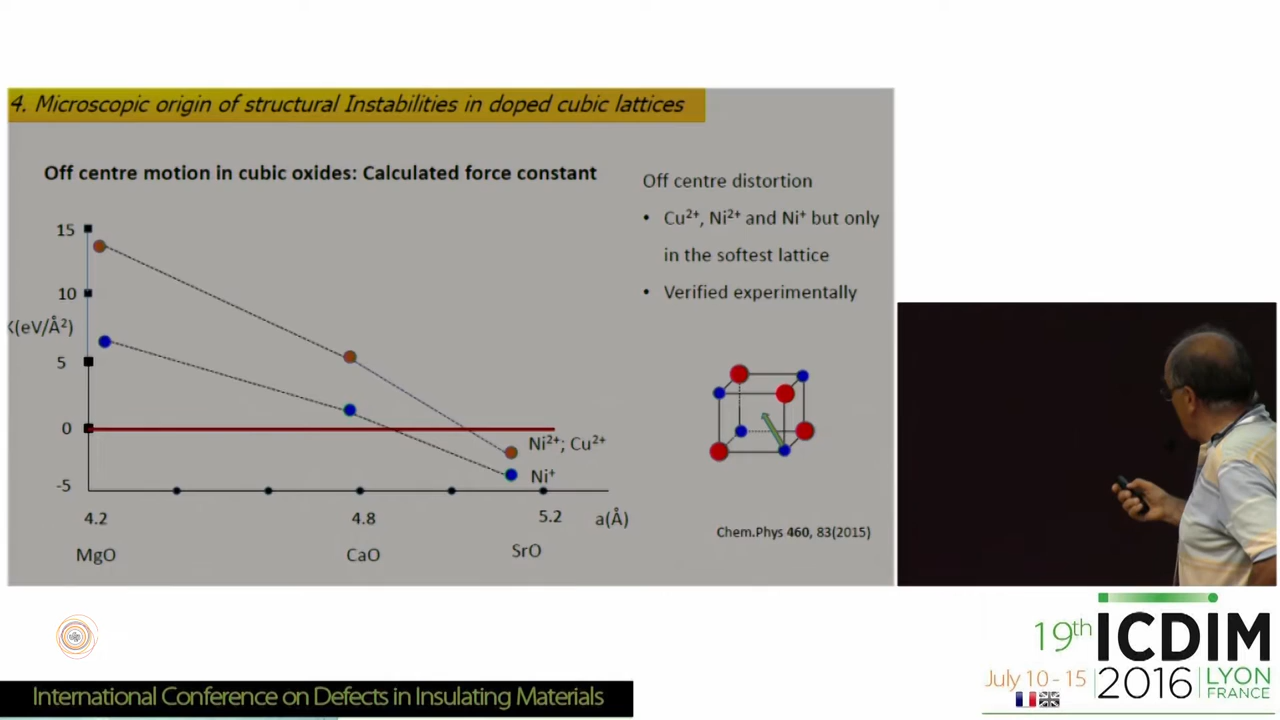 4. Microscopic origin of structural Instabilities in doped cubic lattices
Off centre motion in cubic oxides: Calculated force constant
15
10
K(eV/Å²)
5
0
-5
Ni²⁺; Cu²⁺
Ni⁺
4.2
4.8
5.2
a(Å)
MgO
CaO
SrO
Off centre distortion
• Cu²⁺, Ni²⁺ and Ni⁺ but only
in the softest lattice
• Verified experimentally
Chem.Phys 460, 83(2015)
19th ICDIM
July 10 - 15
2016
LYON
FRANCE
International Conference on Defects in Insulating Materials